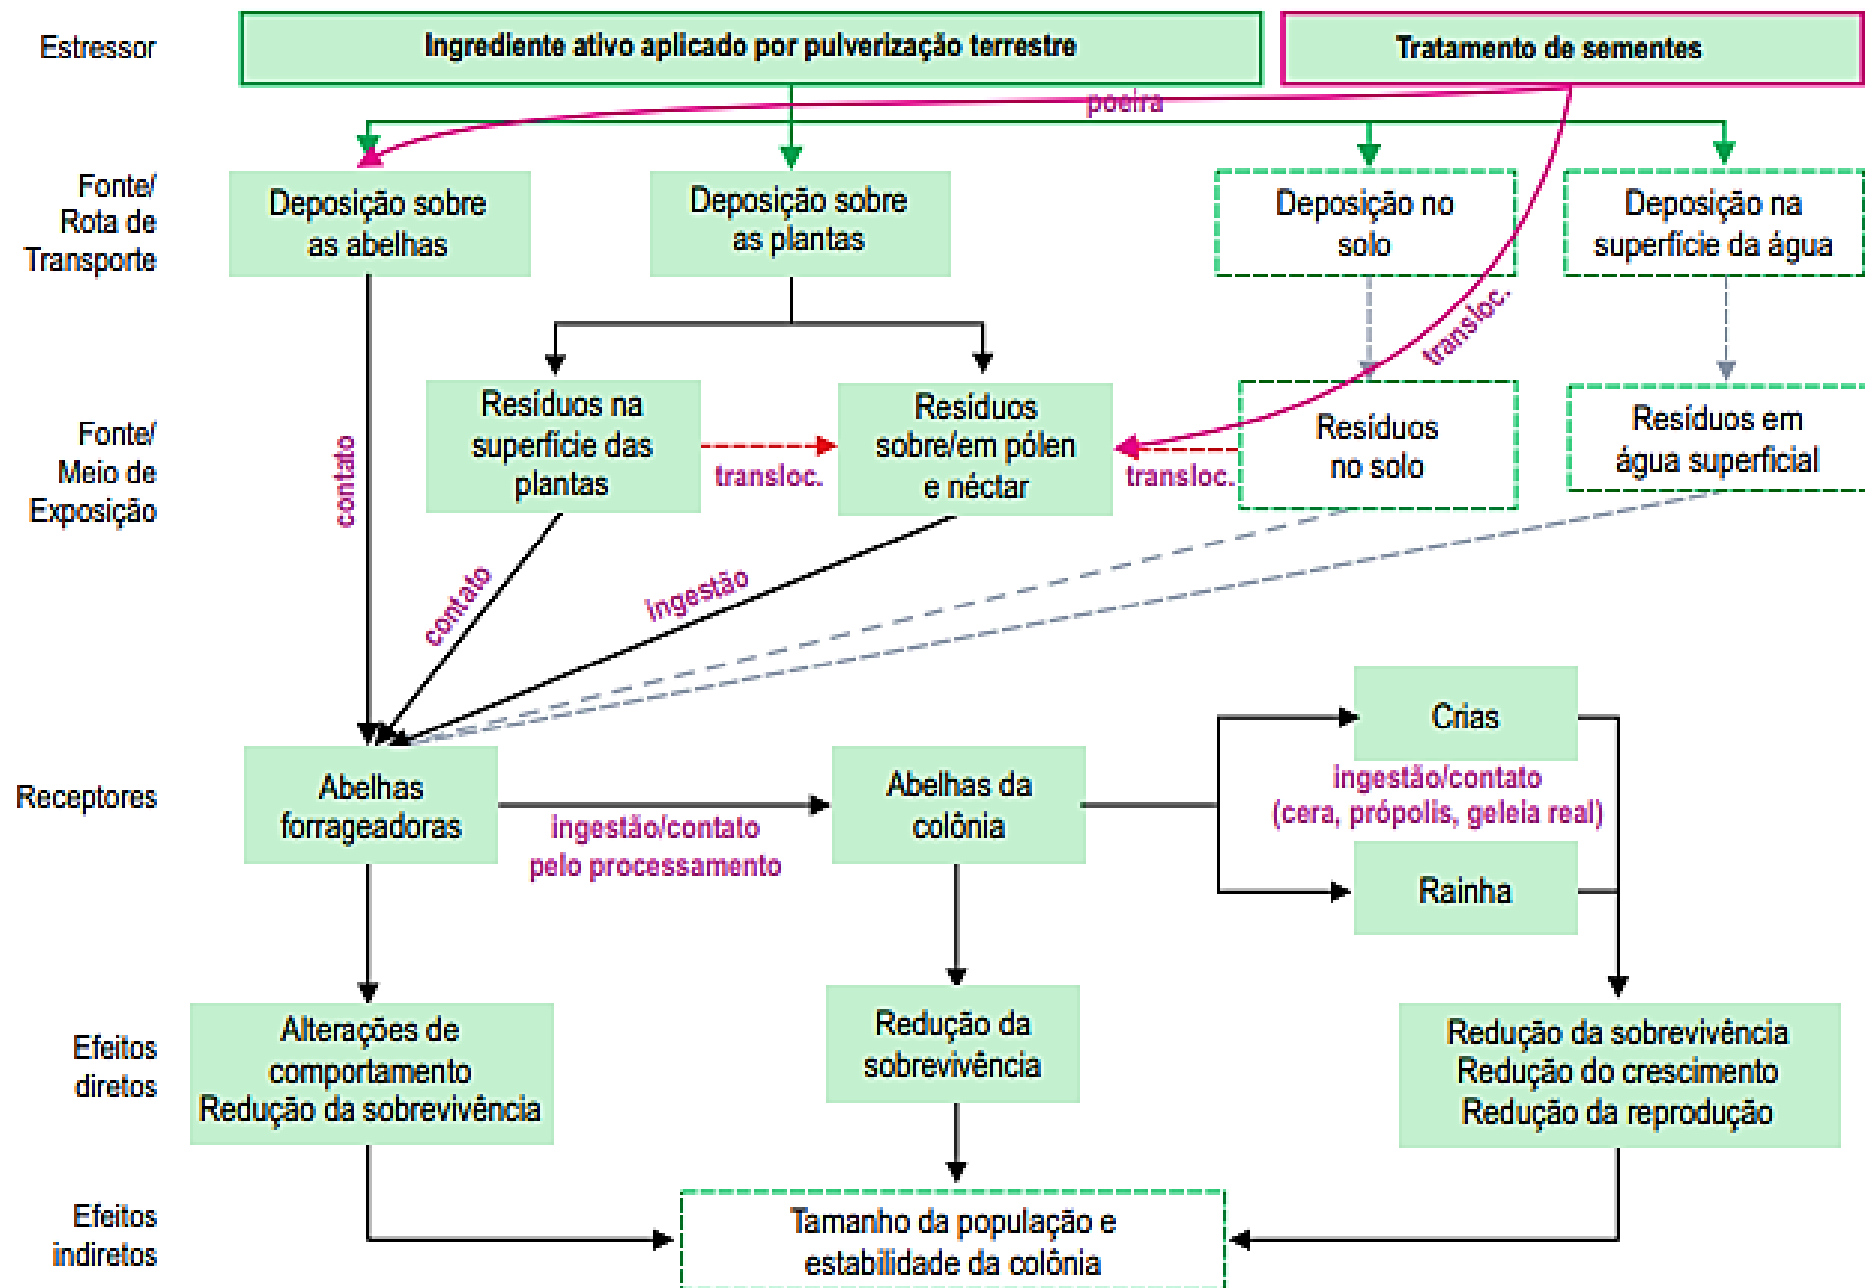 Estressor
Ingrediente ativo aplicado por pulverização terrestre
Tratamento de sementes
poeira
Fonte/
Rota de
Transporte
Deposição sobre
as abelhas
Deposição sobre
as plantas
Deposição no
solo
Deposição na
superfície da água
transloc.
Fonte/
Meio de
Exposição
contato
Resíduos na
superfície das
plantas
transloc.
Resíduos
sobre/em pólen
e néctar
transloc.
Resíduos
no solo
Resíduos em
água superficial
contato
ingestão
Receptores
Abelhas
forrageadoras
ingestão/contato
pelo processamento
Abelhas da
colônia
Crias
ingestão/contato
(cera, própolis, geleia real)
Rainha
Efeitos
diretos
Alterações de
comportamento
Redução da sobrevivência
Redução da
sobrevivência
Redução da sobrevivência
Redução do crescimento
Redução da reprodução
Efeitos
indiretos
Tamanho da população e
estabilidade da colônia